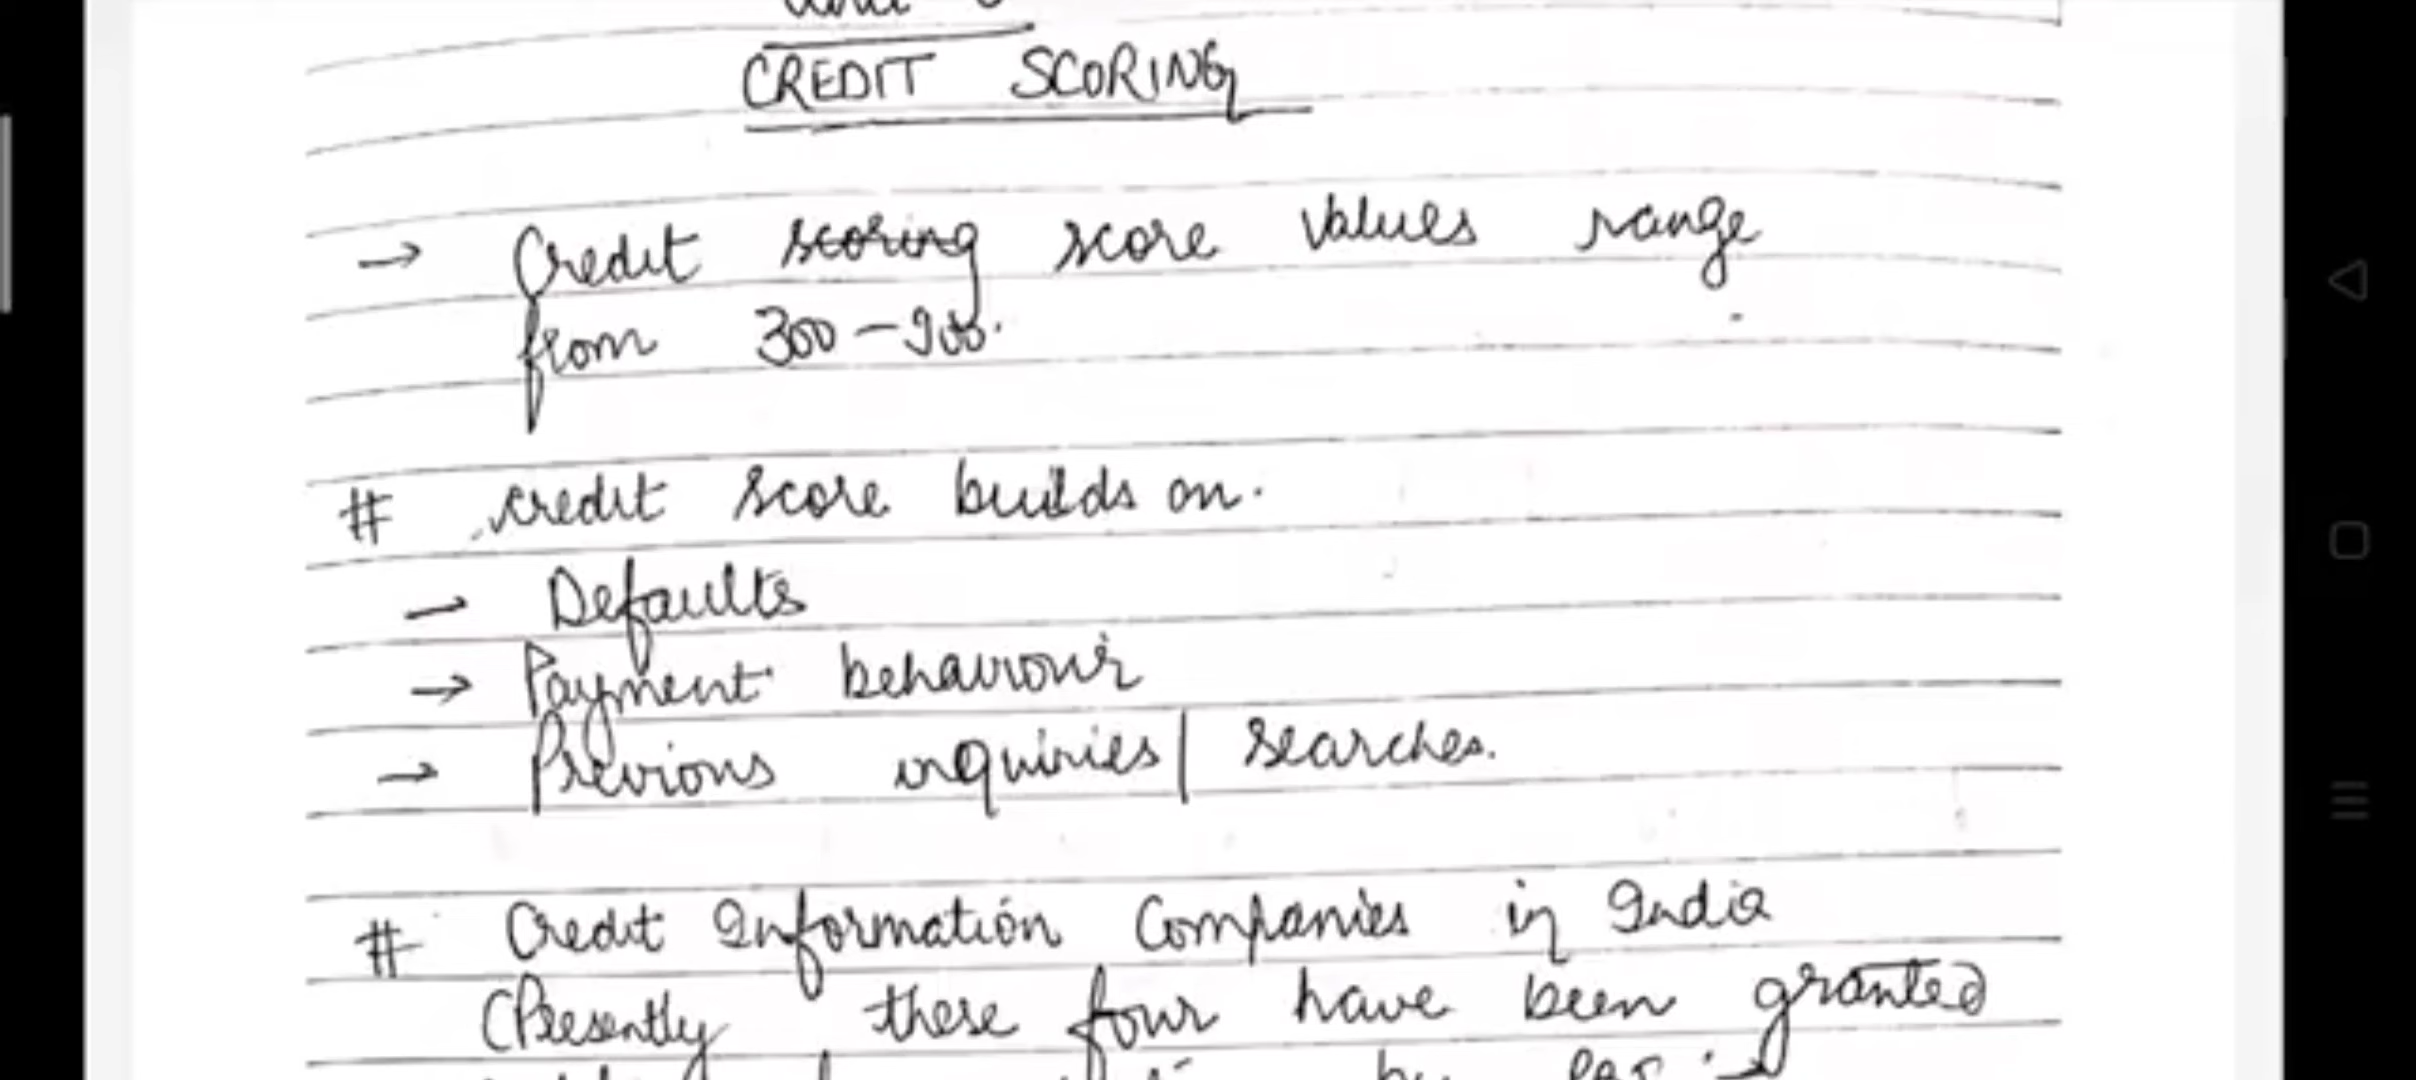 CREDIT SCORING
→ Credit scoring score values range
from 300-900.
# credit score builds on.
- Defaults
→ Payment behaviour
→ Previous inquiries/ searches.
# Credit Information Companies in India
(Presently these four have been granted
by